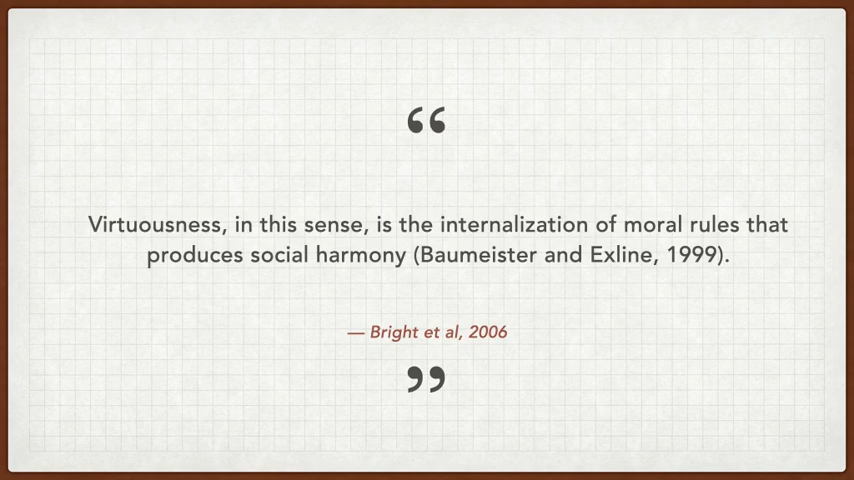 “
Virtuousness, in this sense, is the internalization of moral rules that
produces social harmony (Baumeister and Exline, 1999).
— Bright et al, 2006
”